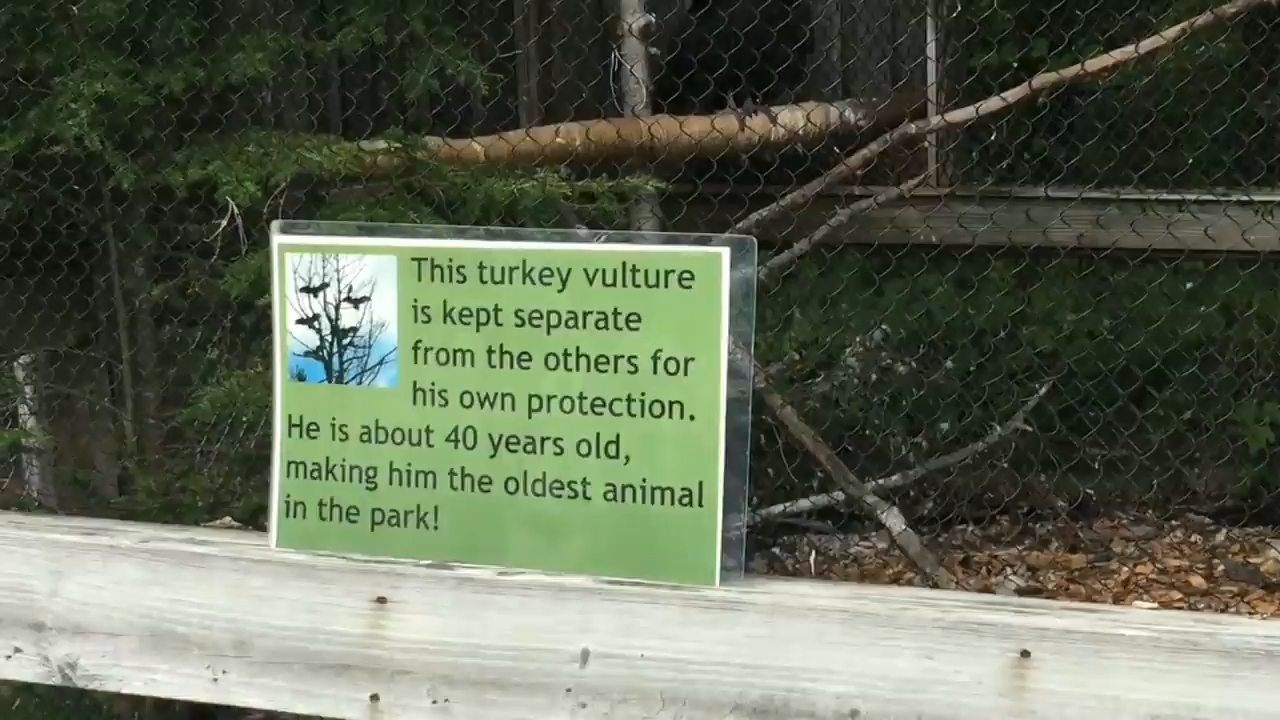 This turkey vulture
is kept separate
from the others for
his own protection.
He is about 40 years old,
making him the oldest animal
in the park!